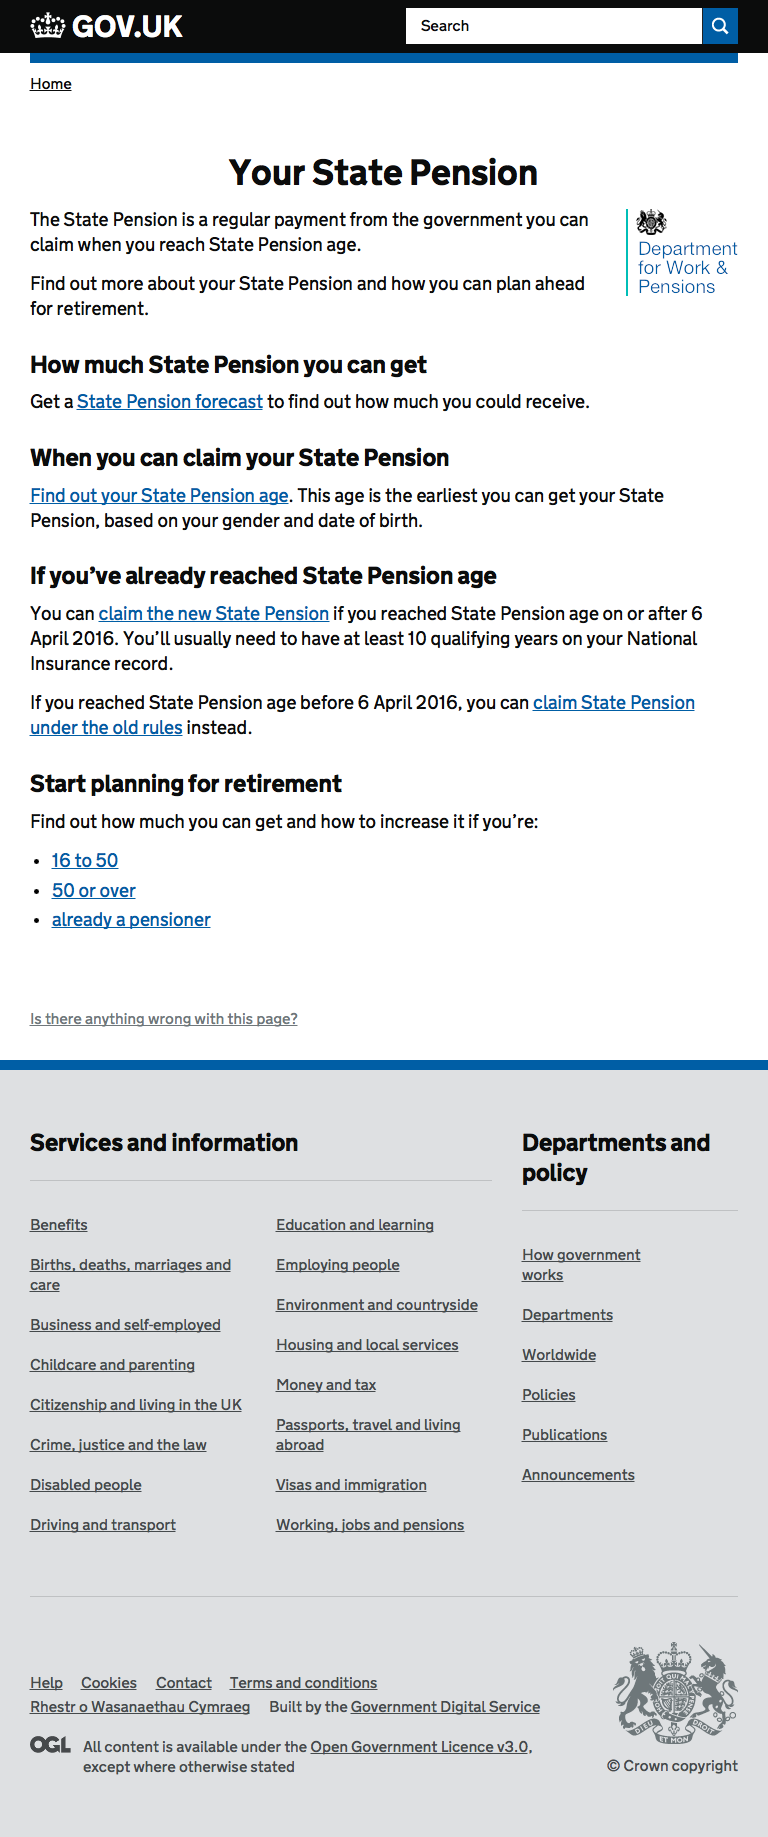 GOV.UK
Search
Home
Your State Pension
The State Pension is a regular payment from the government you can
claim when you reach State Pension age.
Find out more about your State Pension and how you can plan ahead
for retirement.
Department
for Work &
Pensions
How much State Pension you can get
Get a State Pension forecast to find out how much you could receive.
When you can claim your State Pension
Find out your State Pension age. This age is the earliest you can get your State
Pension, based on your gender and date of birth.
If you’ve already reached State Pension age
You can claim the new State Pension if you reached State Pension age on or after 6
April 2016. You’ll usually need to have at least 10 qualifying years on your National
Insurance record.
If you reached State Pension age before 6 April 2016, you can claim State Pension
under the old rules instead.
Start planning for retirement
Find out how much you can get and how to increase it if you’re:
• 16 to 50
• 50 or over
• already a pensioner
Is there anything wrong with this page?
Services and information
Benefits
Births, deaths, marriages and
care
Business and self-employed
Childcare and parenting
Citizenship and living in the UK
Crime, justice and the law
Disabled people
Driving and transport
Education and learning
Employing people
Environment and countryside
Housing and local services
Money and tax
Passports, travel and living
abroad
Visas and immigration
Working, jobs and pensions
Departments and
policy
How government
works
Departments
Worldwide
Policies
Publications
Announcements
Help Cookies Contact Terms and conditions
Rhestr o Wasanaethau Cymraeg Built by the Government Digital Service
OGL All content is available under the Open Government Licence v3.0,
except where otherwise stated
DIEU ET MON DROIT
© Crown copyright